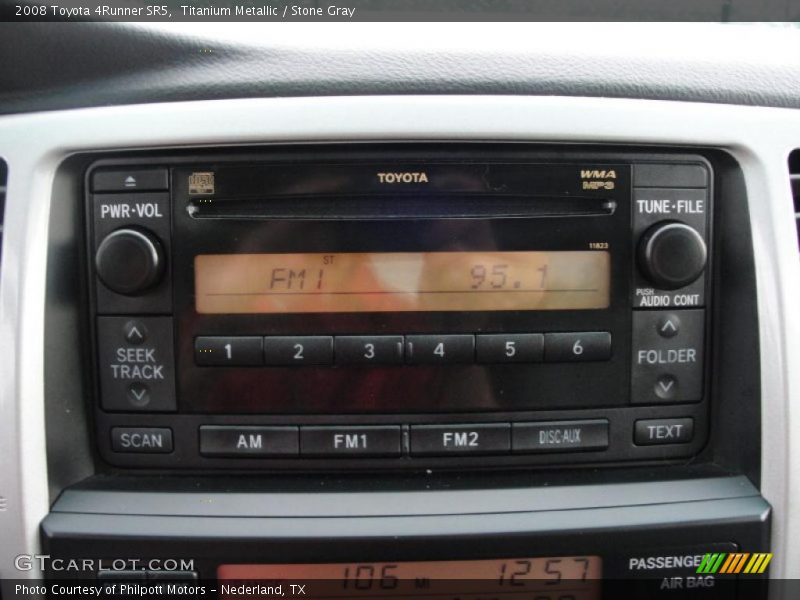 2008 Toyota 4Runner SR5,  Titanium Metallic / Stone Gray
TOYOTA
WMA
MP3
PWR·VOL
TUNE·FILE
11823
ST
FM1 95.1
PUSH
AUDIO CONT
SEEK
TRACK
1 2 3 4 5 6
FOLDER
SCAN
AM FM1 FM2 DISC·AUX
TEXT
GTCARLOT.COM
PASSENGER
AIR BAG
106 MI 12:57
Photo Courtesy of Philpott Motors - Nederland, TX